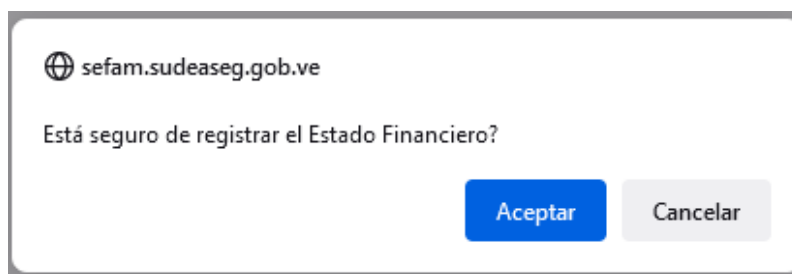 sefam.sudeaseg.gob.ve
Está seguro de registrar el Estado Financiero?
Aceptar Cancelar